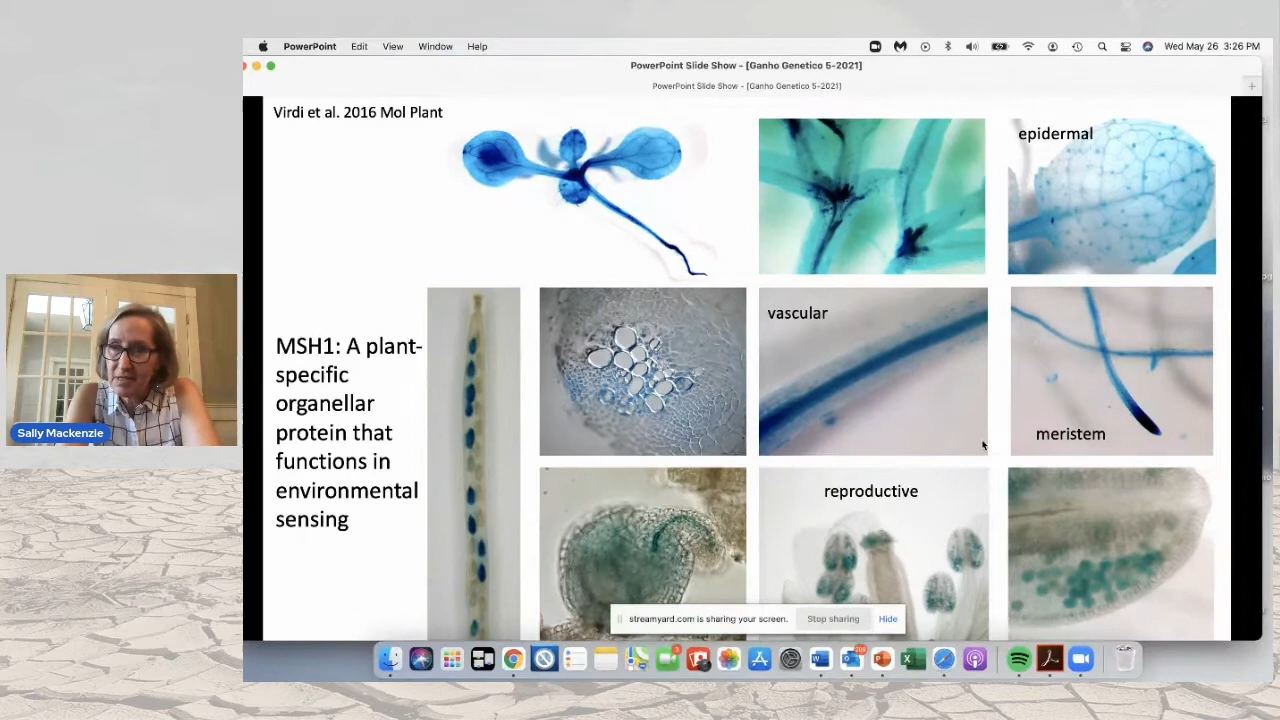 PowerPoint Edit View Window Help
Wed May 26 3:26 PM
PowerPoint Slide Show - [Ganho Genetico 5-2021]
PowerPoint Slide Show - [Ganho Genetico 5-2021]
Virdi et al. 2016 Mol Plant
epidermal
vascular
meristem
MSH1: A plant-
specific
organellar
protein that
functions in
environmental
sensing
Sally Mackenzie
reproductive
streamyard.com is sharing your screen. Stop sharing Hide